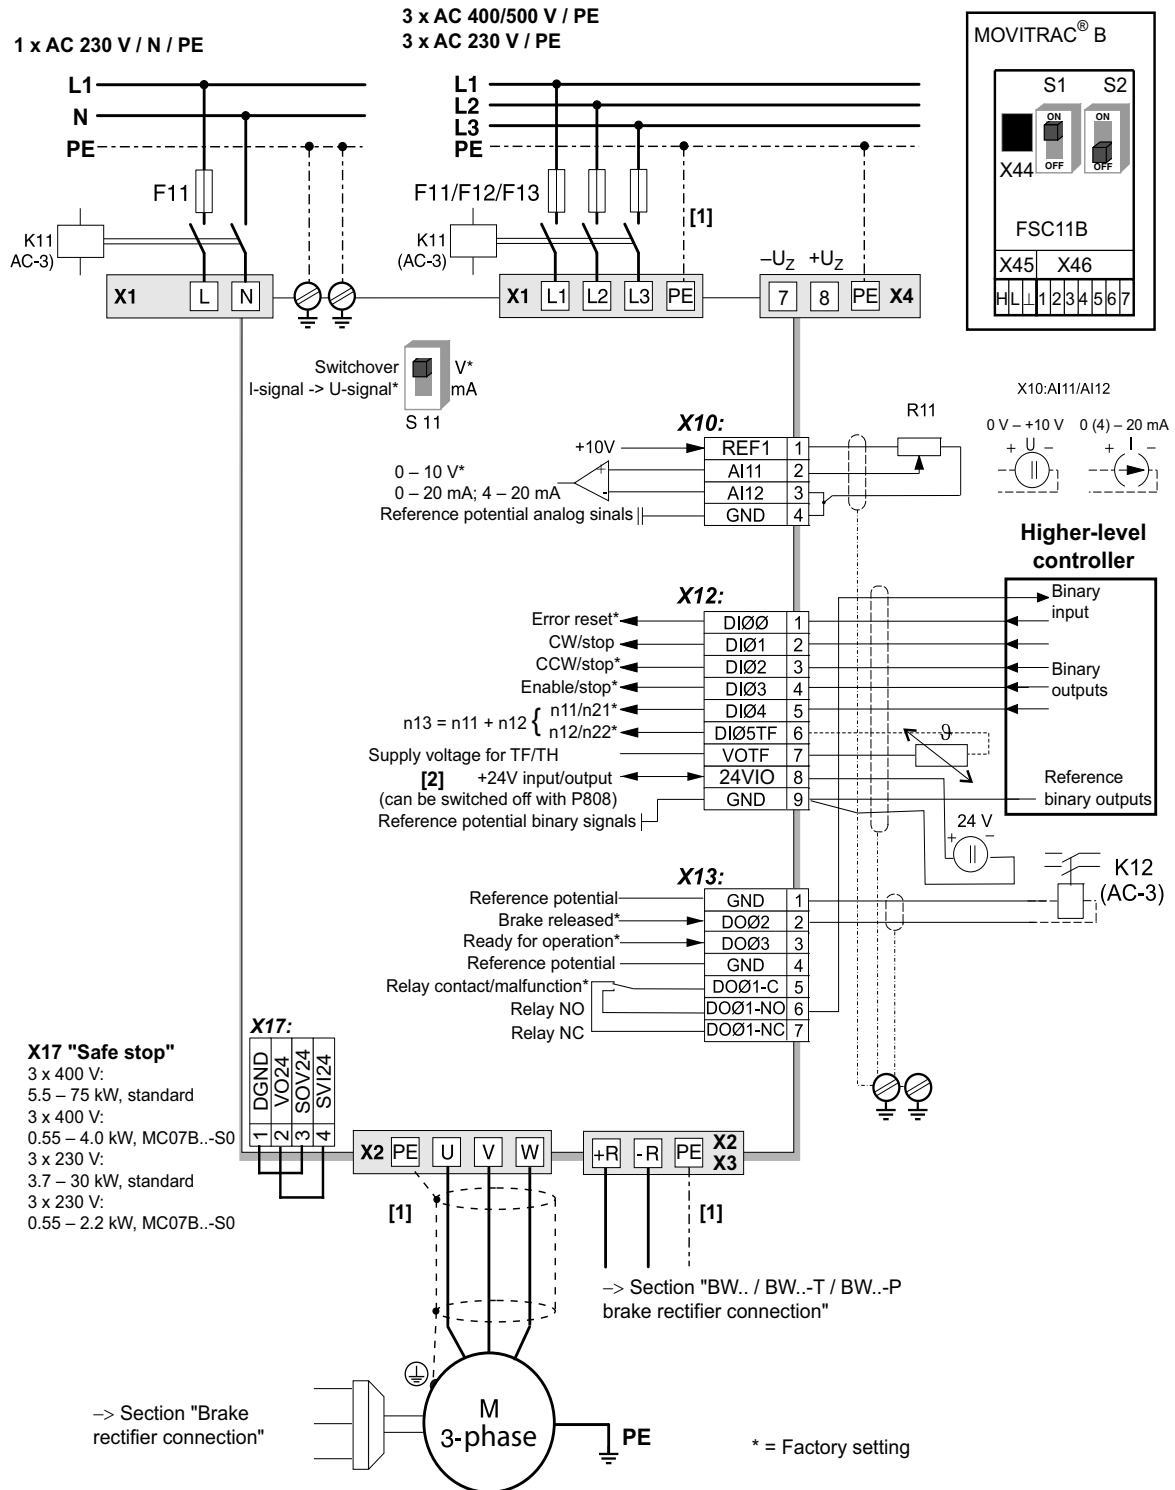 3 x AC 400/500 V / PE
1 x AC 230 V / N / PE
3 x AC 230 V / PE
L1
N
PE
F11
K11
(AC-3)
X1
L
N
L1
L2
L3
PE
F11/F12/F13
[1]
K11
(AC-3)
X1
L1
L2
L3
PE
–UZ +UZ
7
8
PE
X4
MOVITRAC® B
S1
S2
ON
OFF
ON
OFF
X44
FSC11B
X45
X46
H L ⊥ 1 2 3 4 5 6 7
Switchover
I-signal -> U-signal*
V*
mA
S 11
X10:
+10V
REF1 1
0 – 10 V*
AI11 2
0 – 20 mA; 4 – 20 mA
+
-
AI12 3
Reference potential analog sinals
GND 4
R11
X10:AI11/AI12
0 V – +10 V
0 (4) – 20 mA
+ U –
+ I –
Higher-level
controller
Binary
input
Binary
outputs
Reference
binary outputs
X12:
Error reset*
DIØØ 1
CW/stop
DIØ1 2
CCW/stop*
DIØ2 3
Enable/stop*
DIØ3 4
n13 = n11 + n12 {
n11/n21*
DIØ4 5
n12/n22*
DIØ5TF 6
Supply voltage for TF/TH
VOTF 7
[2]
+24V input/output
24VIO 8
(can be switched off with P808)
GND 9
Reference potential binary signals
ϑ
24 V
+ –
K12
(AC-3)
X13:
Reference potential
GND 1
Brake released*
DOØ2 2
Ready for operation*
DOØ3 3
Reference potential
GND 4
Relay contact/malfunction*
DOØ1-C 5
Relay NO
DOØ1-NO 6
Relay NC
DOØ1-NC 7
X17:
DGND 1
VO24 2
SOV24 3
SVI24 4
X17 "Safe stop"
3 x 400 V:
5.5 – 75 kW, standard
3 x 400 V:
0.55 – 4.0 kW, MC07B..-S0
3 x 230 V:
3.7 – 30 kW, standard
3 x 230 V:
0.55 – 2.2 kW, MC07B..-S0
X2
PE
U
V
W
+R
-R
PE
X2
X3
[1]
[1]
–> Section "BW.. / BW..-T / BW..-P
brake rectifier connection"
–> Section "Brake
rectifier connection"
M
3-phase
PE
* = Factory setting